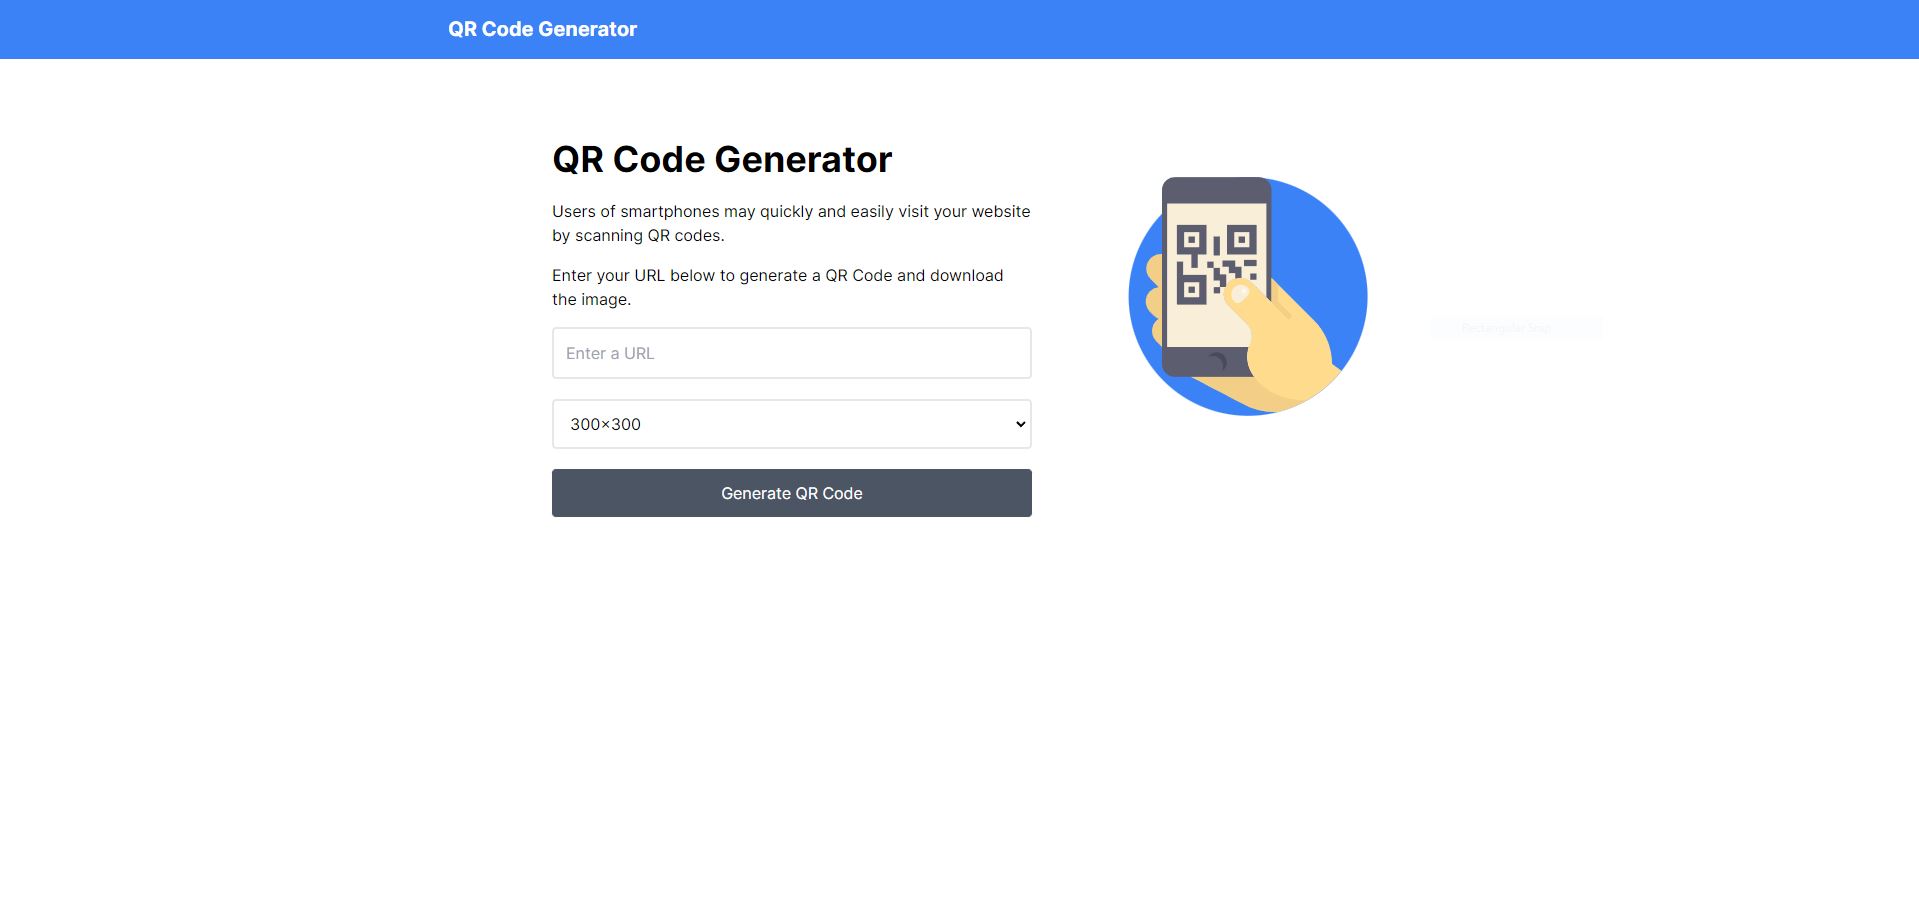 QR Code Generator
QR Code Generator
Users of smartphones may quickly and easily visit your website
by scanning QR codes.
Enter your URL below to generate a QR Code and download
the image.
Enter a URL
300x300
Generate QR Code
Rectangular Snip